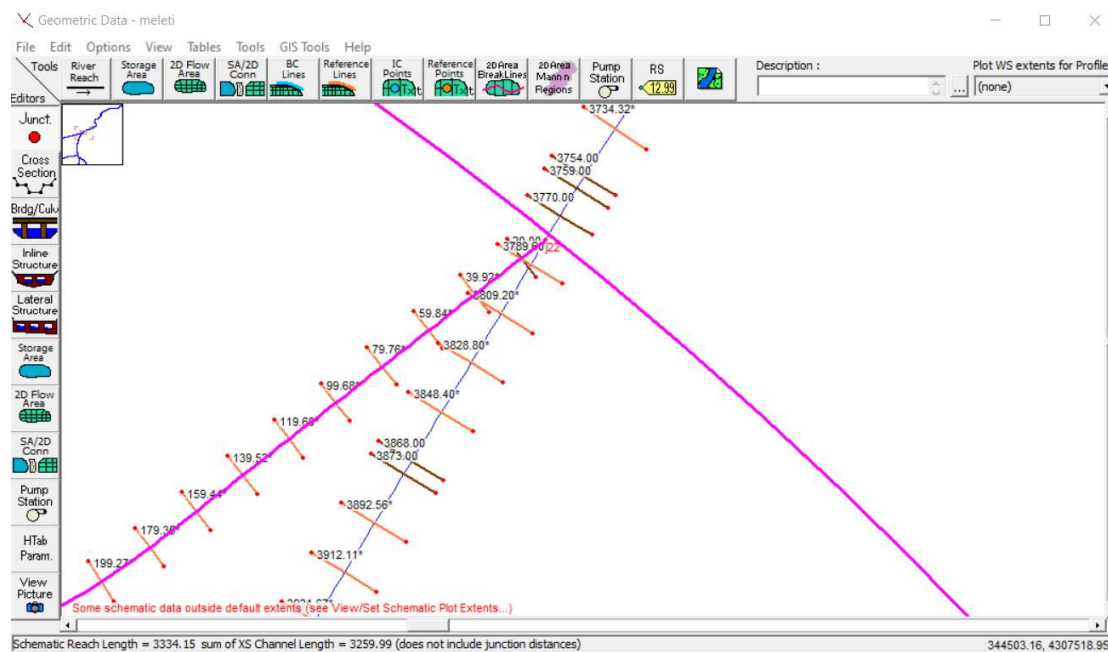 Geometric Data - meleti
File Edit Options View Tables Tools GIS Tools Help
Tools
Editors
River
Reach
Storage
Area
2D Flow
Area
SA/2D
Conn
BC
Lines
Reference
Lines
IC
Points
Reference
Points
2D Area
BreakLines
2D Area
Mann n
Regions
Pump
Station
RS
12.99
Description :
...
Plot WS extents for Profile
(none)
Junct.
Cross
Section
Brdg/Culv
Inline
Structure
Lateral
Structure
Storage
Area
2D Flow
Area
SA/2D
Conn
Pump
Station
HTab
Param.
View
Picture
3734.32*
3754.00
3759.00
3770.00
20.00
3789.60*
J22
39.92*
3809.20*
59.84*
3828.80*
79.76*
99.68*
3848.40*
119.60*
3868.00
3873.00
139.52*
159.44*
3892.56*
179.35*
3912.11*
199.27*
Some schematic data outside default extents (see View/Set Schematic Plot Extents...)
Schematic Reach Length = 3334.15 sum of XS Channel Length = 3259.99 (does not include junction distances)
344503.16, 4307518.95